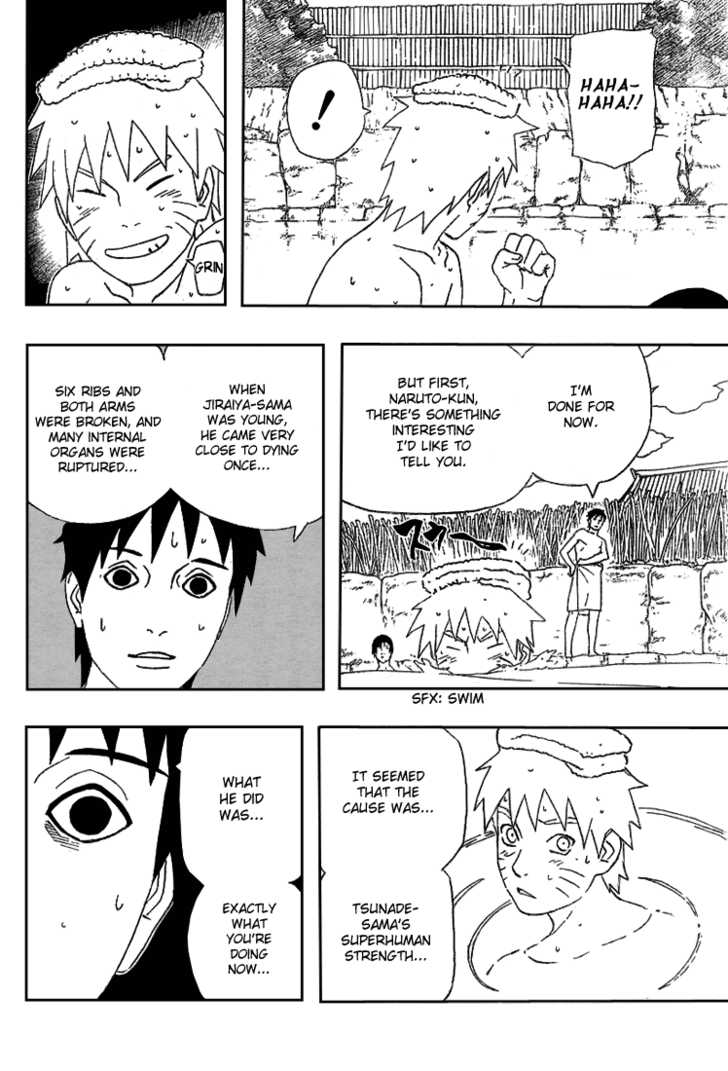 HAHA-
HAHA!!
!
GRIN
I'M
DONE FOR
NOW.
BUT FIRST,
NARUTO-KUN,
THERE'S SOMETHING
INTERESTING
I'D LIKE TO
TELL YOU.
スイー
SFX: SWIM
WHEN
JIRAIYA-SAMA
WAS YOUNG,
HE CAME VERY
CLOSE TO DYING
ONCE...
SIX RIBS AND
BOTH ARMS
WERE BROKEN, AND
MANY INTERNAL
ORGANS WERE
RUPTURED...
IT SEEMED
THAT THE
CAUSE WAS...
TSUNADE-
SAMA'S
SUPERHUMAN
STRENGTH...
WHAT
HE DID
WAS...
EXACTLY
WHAT
YOU'RE
DOING
NOW...